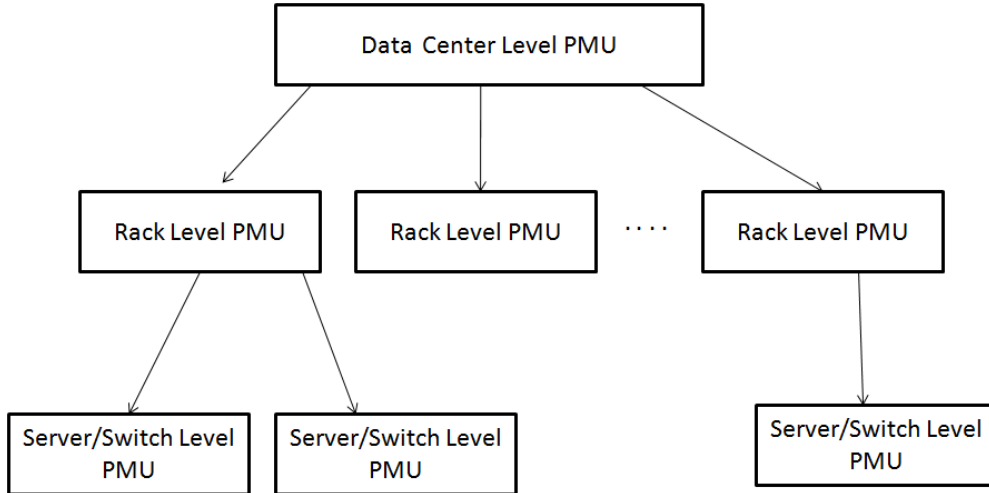 Data Center Level PMU
Rack Level PMU
Rack Level PMU
....
Rack Level PMU
Server/Switch Level
PMU
Server/Switch Level
PMU
Server/Switch Level
PMU